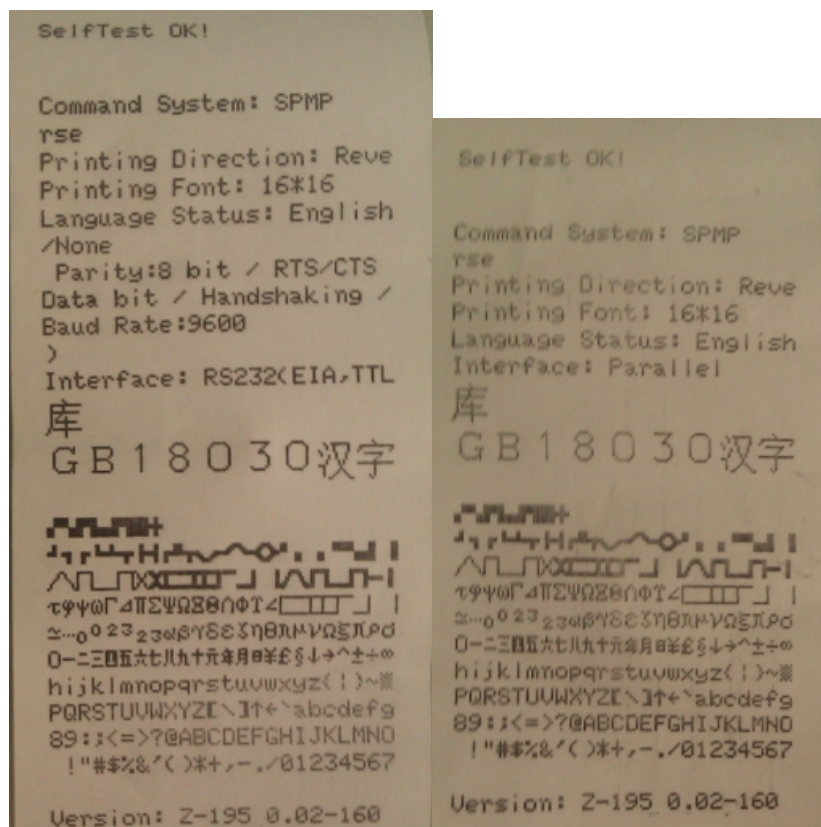 SelfTest OK!
Command System: SPMP
rse
Printing Direction: Reve
Printing Font: 16*16
Language Status: English
/None
Parity:8 bit / RTS/CTS
Data bit / Handshaking /
Baud Rate:9600
)
Interface: RS232(EIA,TTL
库
GB18030汉字
hijklmnopqrstuvwxyz{¦}~
PQRSTUVWXYZ[\]↑←`abcdefg
89:;<=>?@ABCDEFGHIJKLMNO
!"#$%&'()*+,-./01234567
Version: Z-195 0.02-160
SelfTest OK!
Command System: SPMP
rse
Printing Direction: Reve
Printing Font: 16*16
Language Status: English
Interface: Parallel
库
GB18030汉字
hijklmnopqrstuvwxyz{¦}~
PQRSTUVWXYZ[\]↑←`abcdefg
89:;<=>?@ABCDEFGHIJKLMNO
!"#$%&'()*+,-./01234567
Version: Z-195 0.02-160